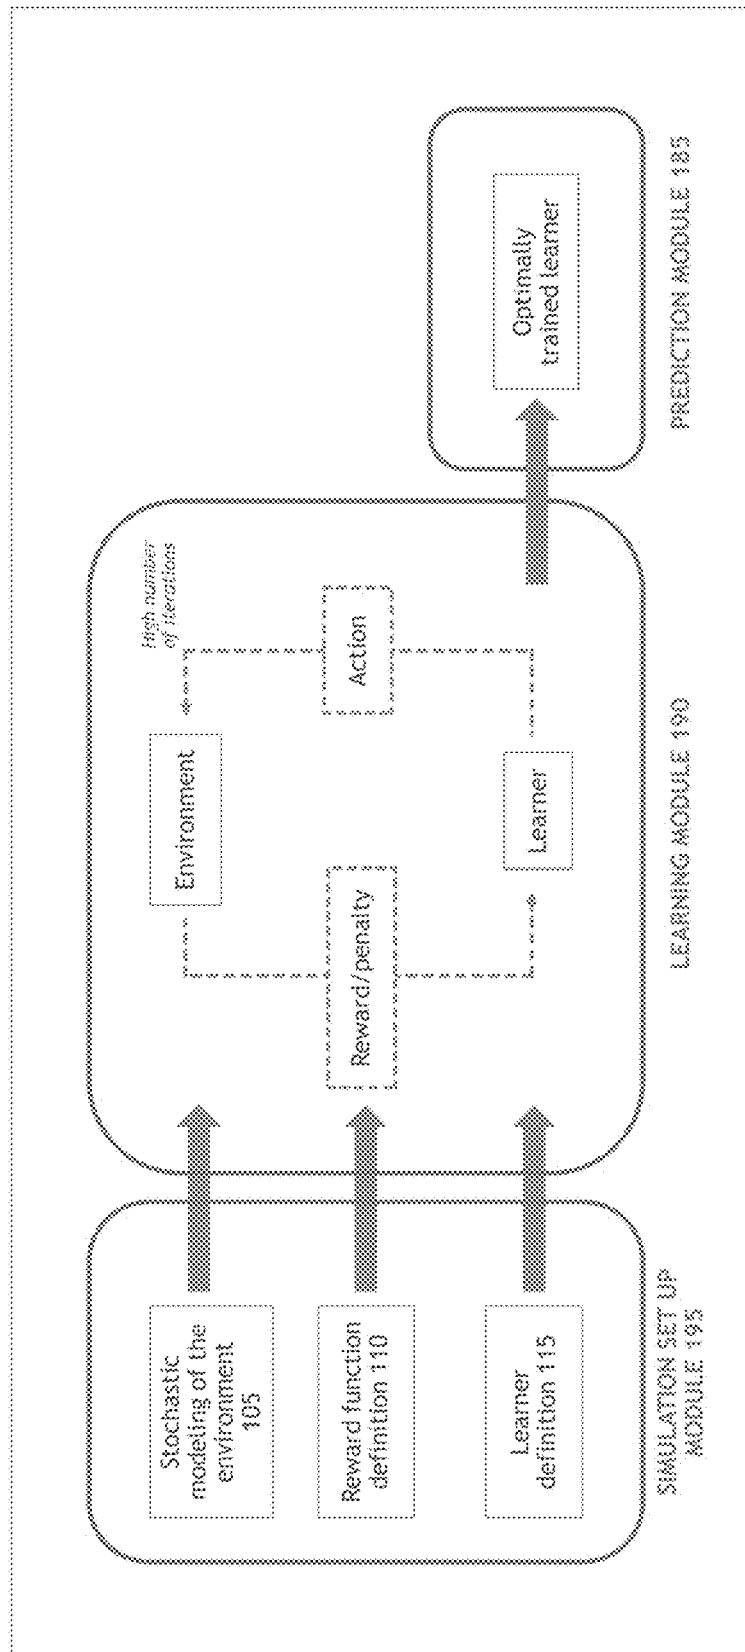 Stochastic
modeling of the
environment
105
Reward function
definition 110
Learner
definition 115
SIMULATION SET UP
MODULE 195
High number
of iterations
Environment
Reward/penalty
Action
Learner
LEARNING MODULE 190
Optimally
trained learner
PREDICTION MODULE 185